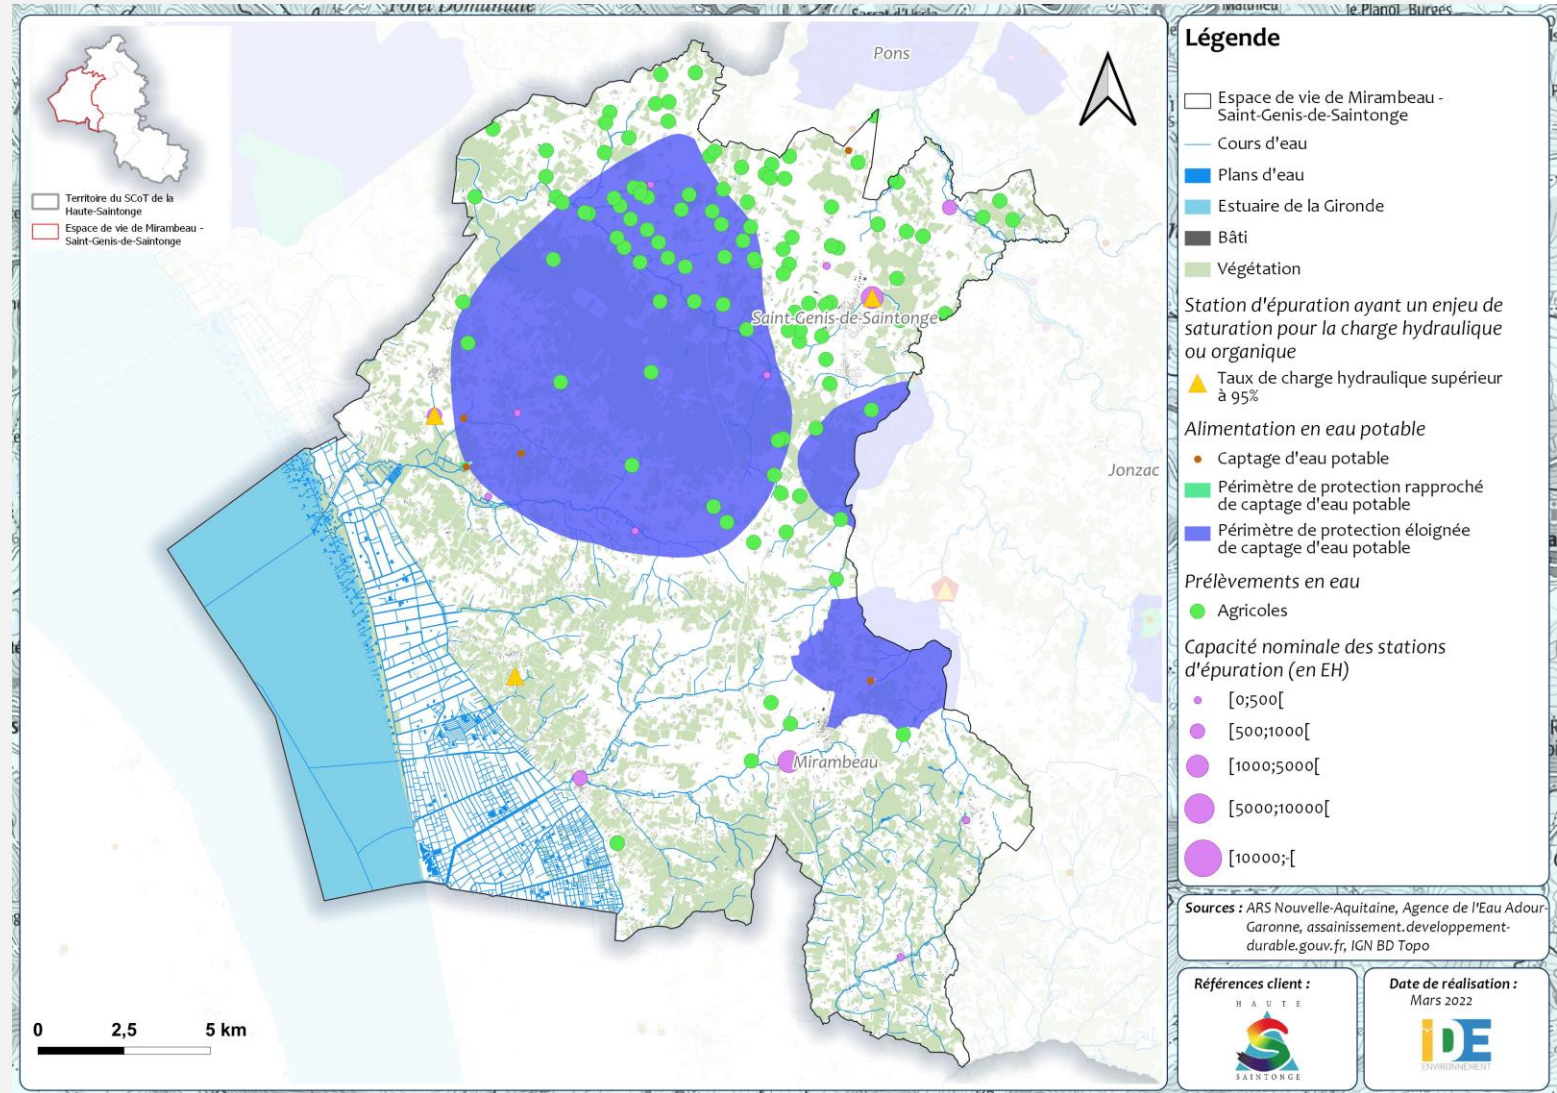 Forêt Domaniale
Pons
Saint-Genis-de-Saintonge
Jonzac
Mirambeau
Territoire du SCoT de la
Haute-Saintonge
Espace de vie de Mirambeau -
Saint-Genis-de-Saintonge
0 2,5 5 km
le Planol Burges
Légende
Espace de vie de Mirambeau -
Saint-Genis-de-Saintonge
Cours d'eau
Plans d'eau
Estuaire de la Gironde
Bâti
Végétation
Station d'épuration ayant un enjeu de
saturation pour la charge hydraulique
ou organique
Taux de charge hydraulique supérieur
à 95%
Alimentation en eau potable
Captage d'eau potable
Périmètre de protection rapproché
de captage d'eau potable
Périmètre de protection éloignée
de captage d'eau potable
Prélèvements en eau
Agricoles
Capacité nominale des stations
d'épuration (en EH)
[0;500[
[500;1000[
[1000;5000[
[5000;10000[
[10000;-[
Sources : ARS Nouvelle-Aquitaine, Agence de l'Eau Adour-
Garonne, assainissement.developpement-
durable.gouv.fr, IGN BD Topo
Références client :
HAUTE
SAINTONGE
Date de réalisation :
Mars 2022
iDE
ENVIRONNEMENT